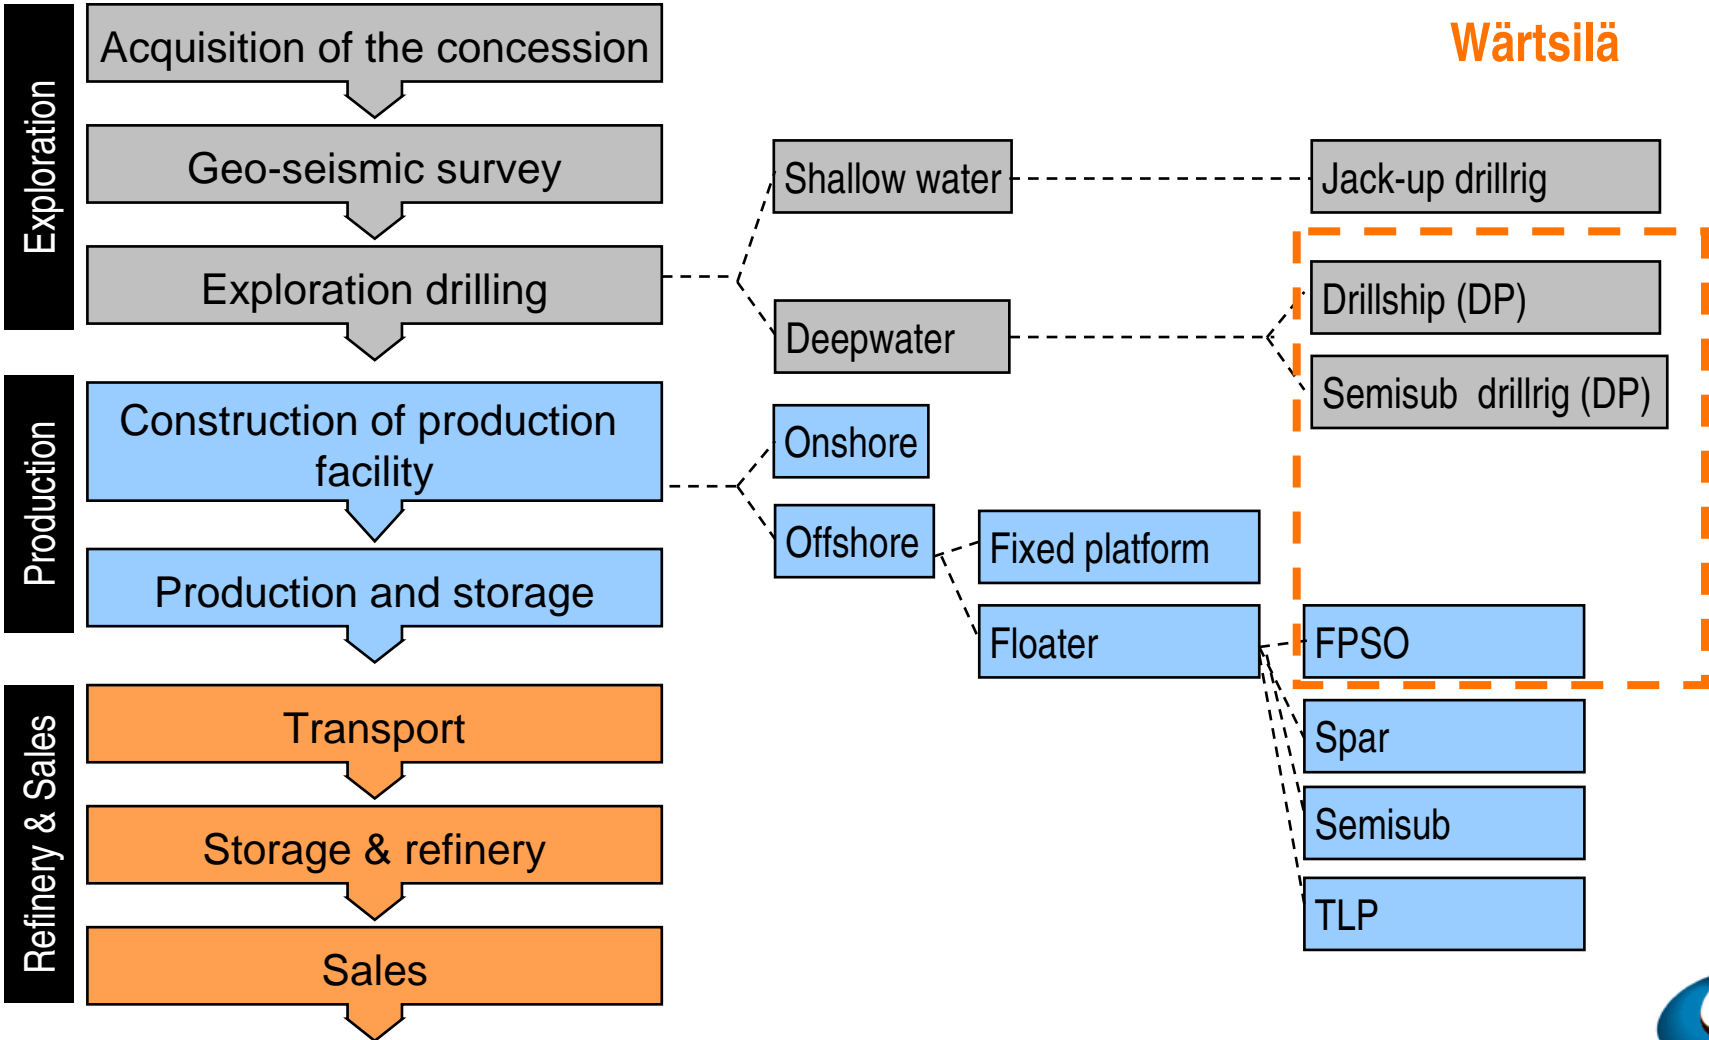 Wärtsilä
Exploration
Acquisition of the concession
Geo-seismic survey
Exploration drilling
Shallow water
Jack-up drillrig
Deepwater
Drillship (DP)
Semisub drillrig (DP)
Production
Construction of production
facility
Production and storage
Onshore
Offshore
Fixed platform
Floater
FPSO
Spar
Semisub
TLP
Refinery & Sales
Transport
Storage & refinery
Sales